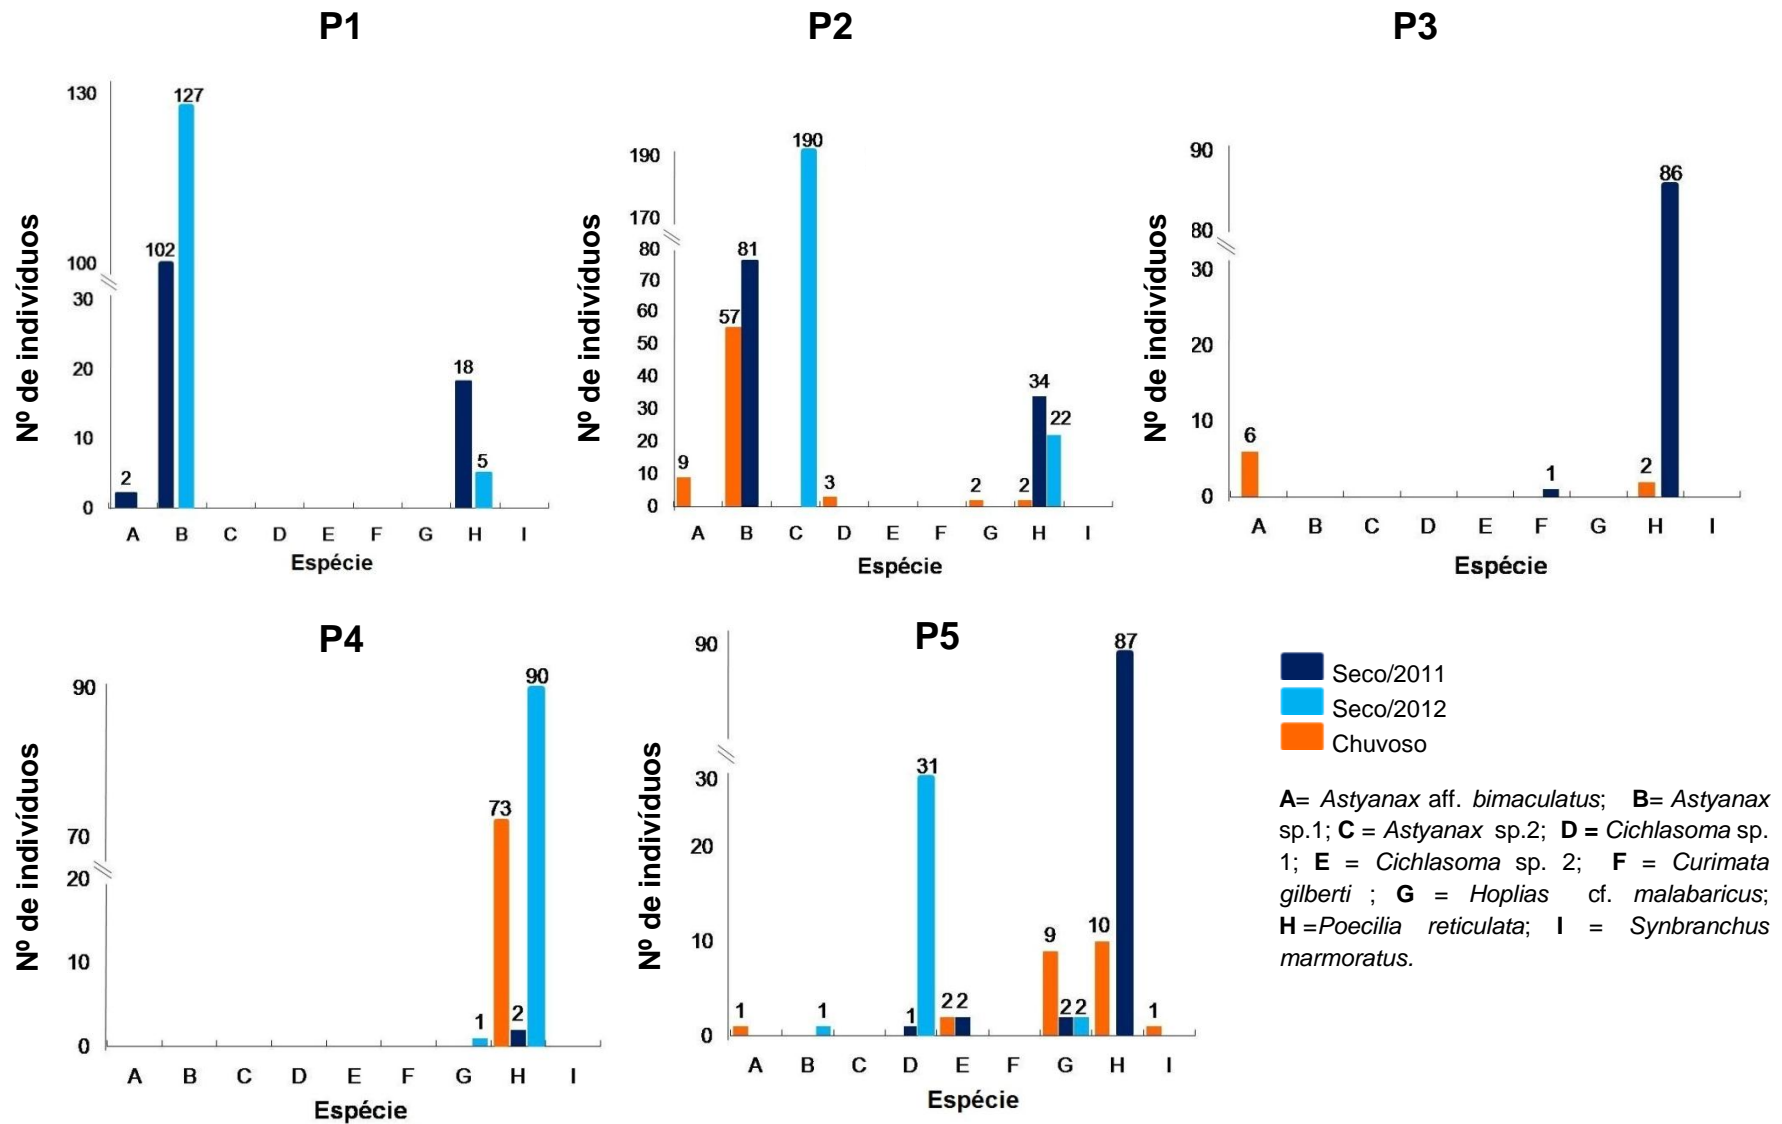 P1
130
127
102
100
30
20
18
10
5
2
0
A B C D E F G H I
Espécie
Nº de indivíduos
P2
190
190
170
80
81
70
60
57
50
40
34
30
22
20
10
9
3
2
2
0
A B C D E F G H I
Espécie
Nº de indivíduos
P3
90
86
80
30
20
10
6
1
2
0
A B C D E F G H I
Espécie
Nº de indivíduos
P4
90
90
73
70
20
10
1
2
0
A B C D E F G H I
Espécie
Nº de indivíduos
P5
90
87
31
30
20
10
9
10
1
1
1
2 2
2 2
1
0
A B C D E F G H I
Espécie
Nº de indivíduos
Seco/2011
Seco/2012
Chuvoso
A= Astyanax aff. bimaculatus; B= Astyanax
sp.1; C = Astyanax sp.2; D = Cichlasoma sp.
1; E = Cichlasoma sp. 2; F = Curimata
gilberti ; G = Hoplias cf. malabaricus;
H =Poecilia reticulata; I = Synbranchus
marmoratus.